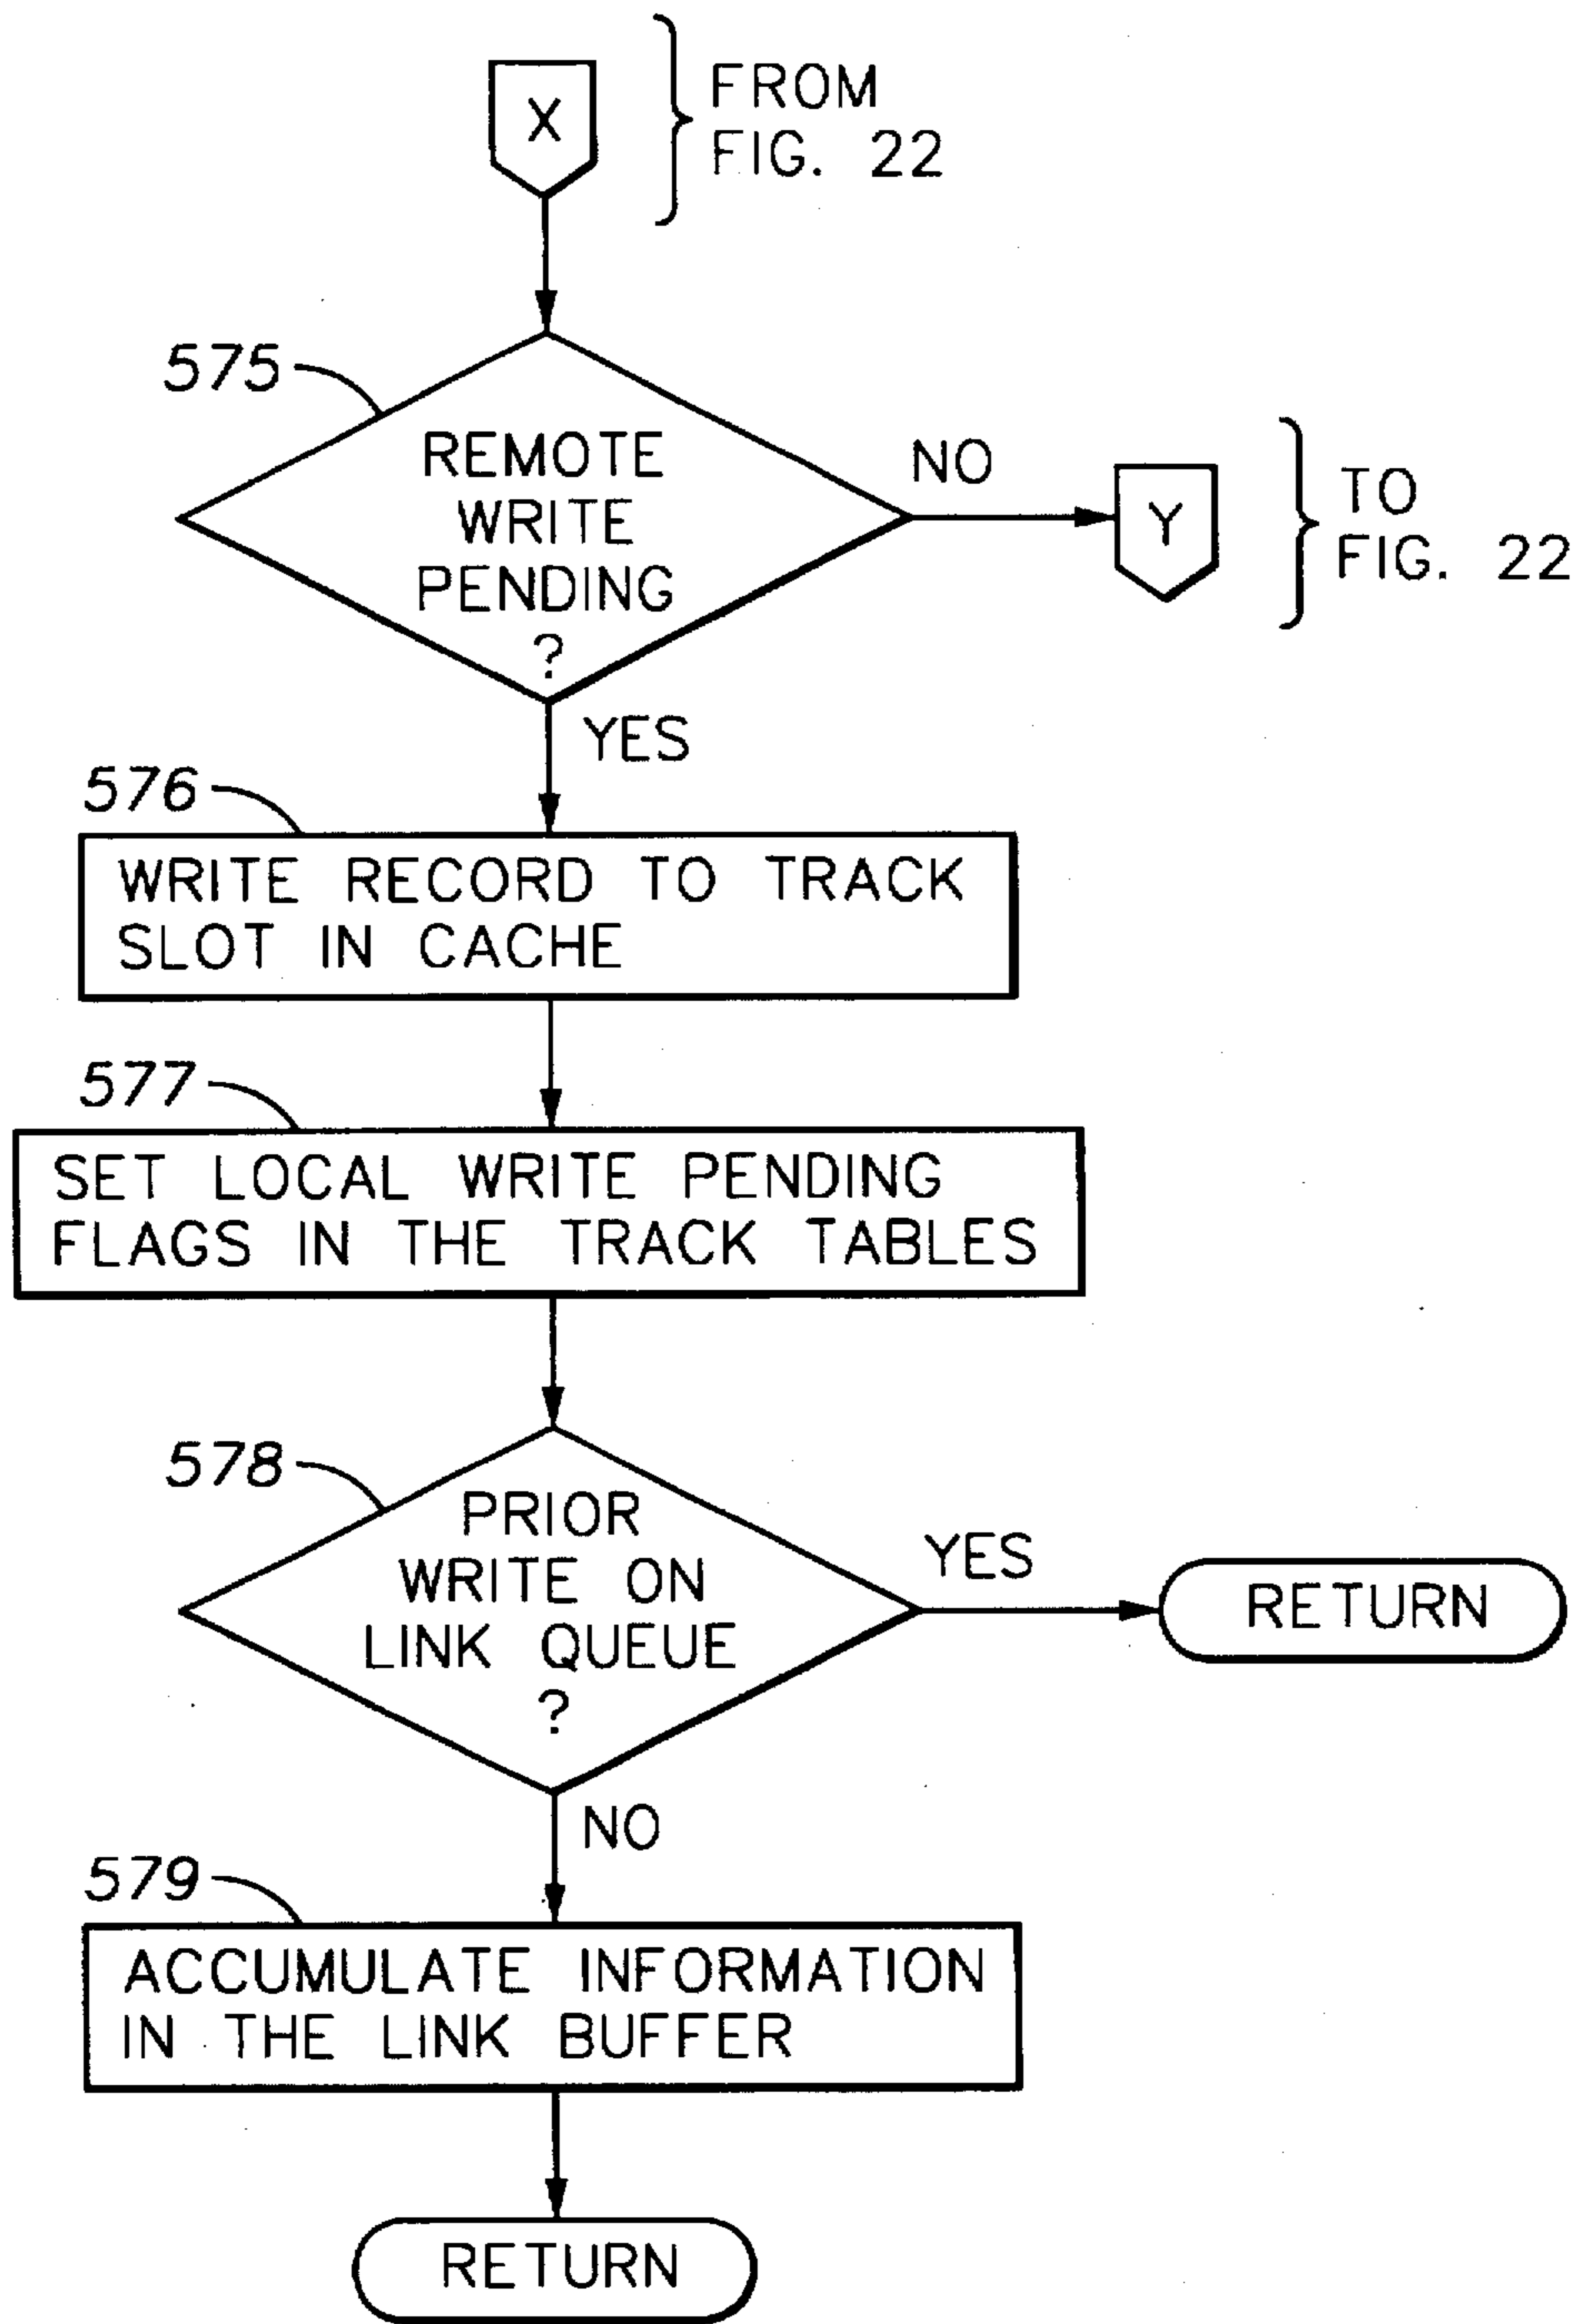 X
FROM
FIG. 22
575
REMOTE
WRITE
PENDING
?
NO
Y
TO
FIG. 22
YES
576
WRITE RECORD TO TRACK
SLOT IN CACHE
577
SET LOCAL WRITE PENDING
FLAGS IN THE TRACK TABLES
578
PRIOR
WRITE ON
LINK QUEUE
?
YES
RETURN
NO
579
ACCUMULATE INFORMATION
IN THE LINK BUFFER
RETURN